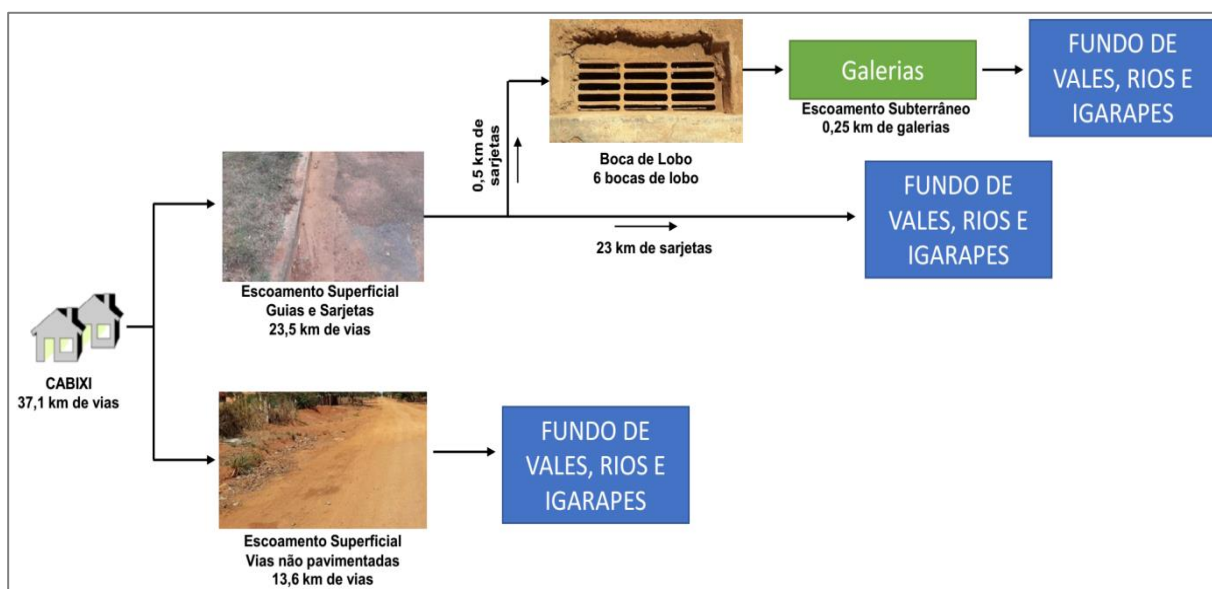 CABIXI
37,1 km de vias
Escoamento Superficial
Guias e Sarjetas
23,5 km de vias
0,5 km de
sarjetas
Boca de Lobo
6 bocas de lobo
Galerias
Escoamento Subterrâneo
0,25 km de galerias
FUNDO DE
VALES, RIOS E
IGARAPES
23 km de sarjetas
FUNDO DE
VALES, RIOS E
IGARAPES
Escoamento Superficial
Vias não pavimentadas
13,6 km de vias
FUNDO DE
VALES, RIOS E
IGARAPES